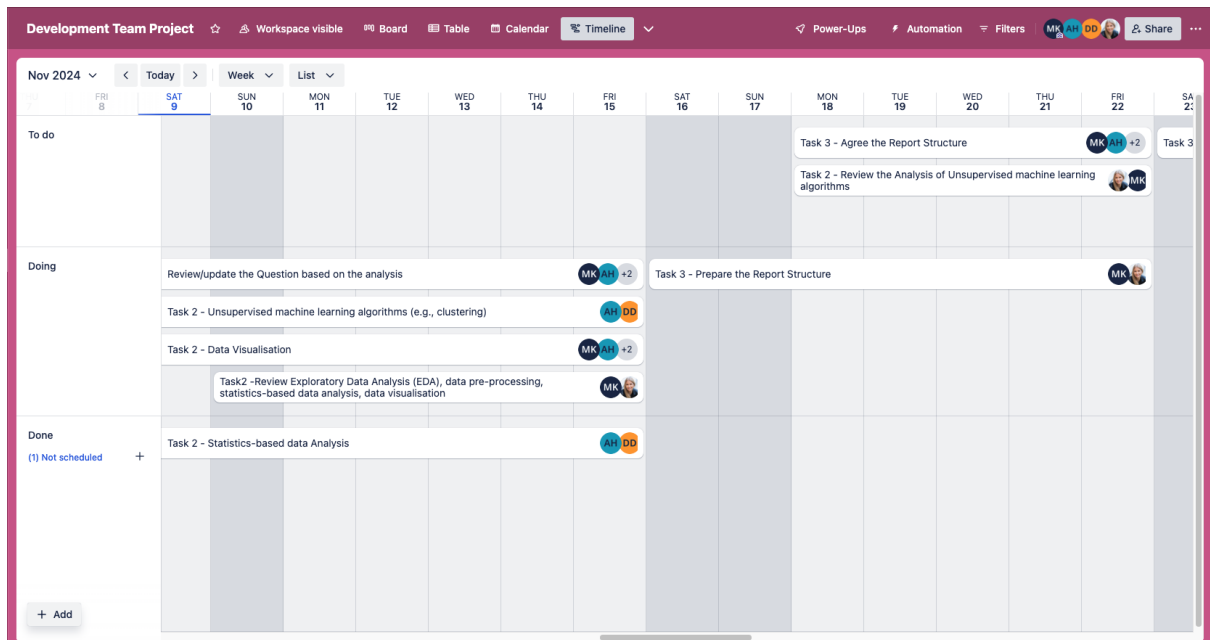 Development Team Project Workspace visible Board Table Calendar Timeline Power-Ups Automation Filters MK AH DD Share
Nov 2024 Today Week List
FRI SAT SUN MON TUE WED THU FRI SAT SUN MON TUE WED THU FRI SA
8 9 10 11 12 13 14 15 16 17 18 19 20 21 22 23
To do
Task 3 - Agree the Report Structure MK AH +2 Task 3
Task 2 - Review the Analysis of Unsupervised machine learning
algorithms MK
Doing
Review/update the Question based on the analysis MK AH +2 Task 3 - Prepare the Report Structure MK
Task 2 - Unsupervised machine learning algorithms (e.g., clustering) AH DD
Task 2 - Data Visualisation MK AH +2
Task2 -Review Exploratory Data Analysis (EDA), data pre-processing,
statistics-based data analysis, data visualisation MK
Done
Task 2 - Statistics-based data Analysis AH DD
(1) Not scheduled +
+ Add